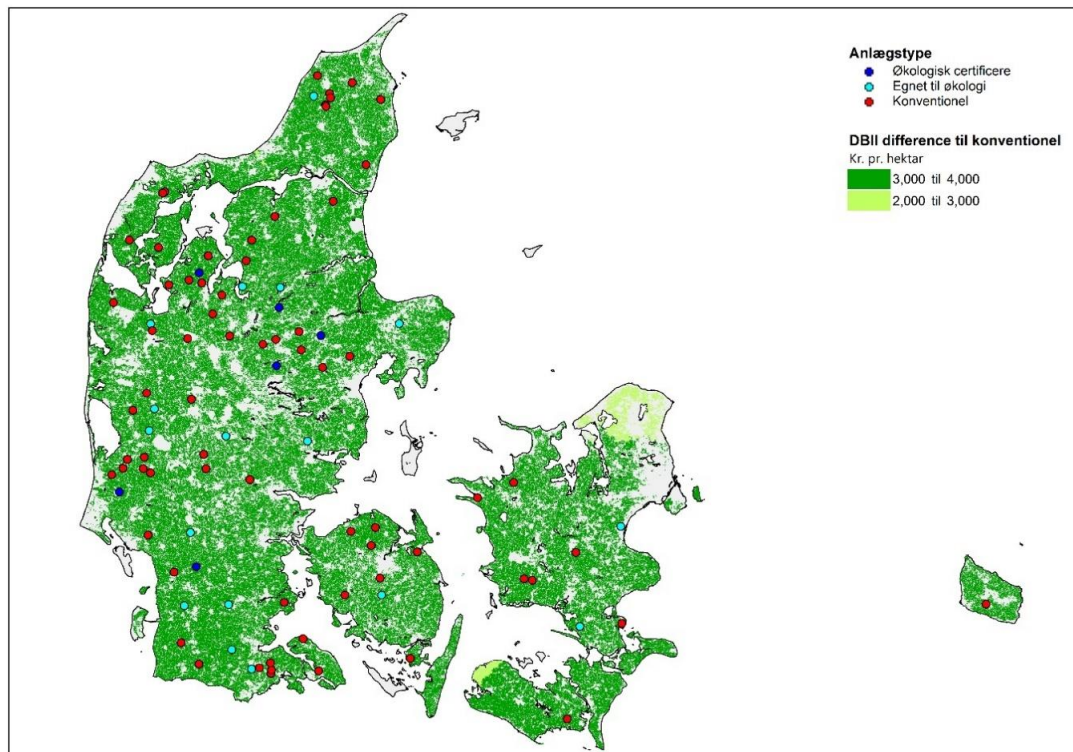 Anlægstype
Økologisk certificere
Egnet til økologi
Konventionel
DBII difference til konventionel
Kr. pr. hektar
3,000 til 4,000
2,000 til 3,000